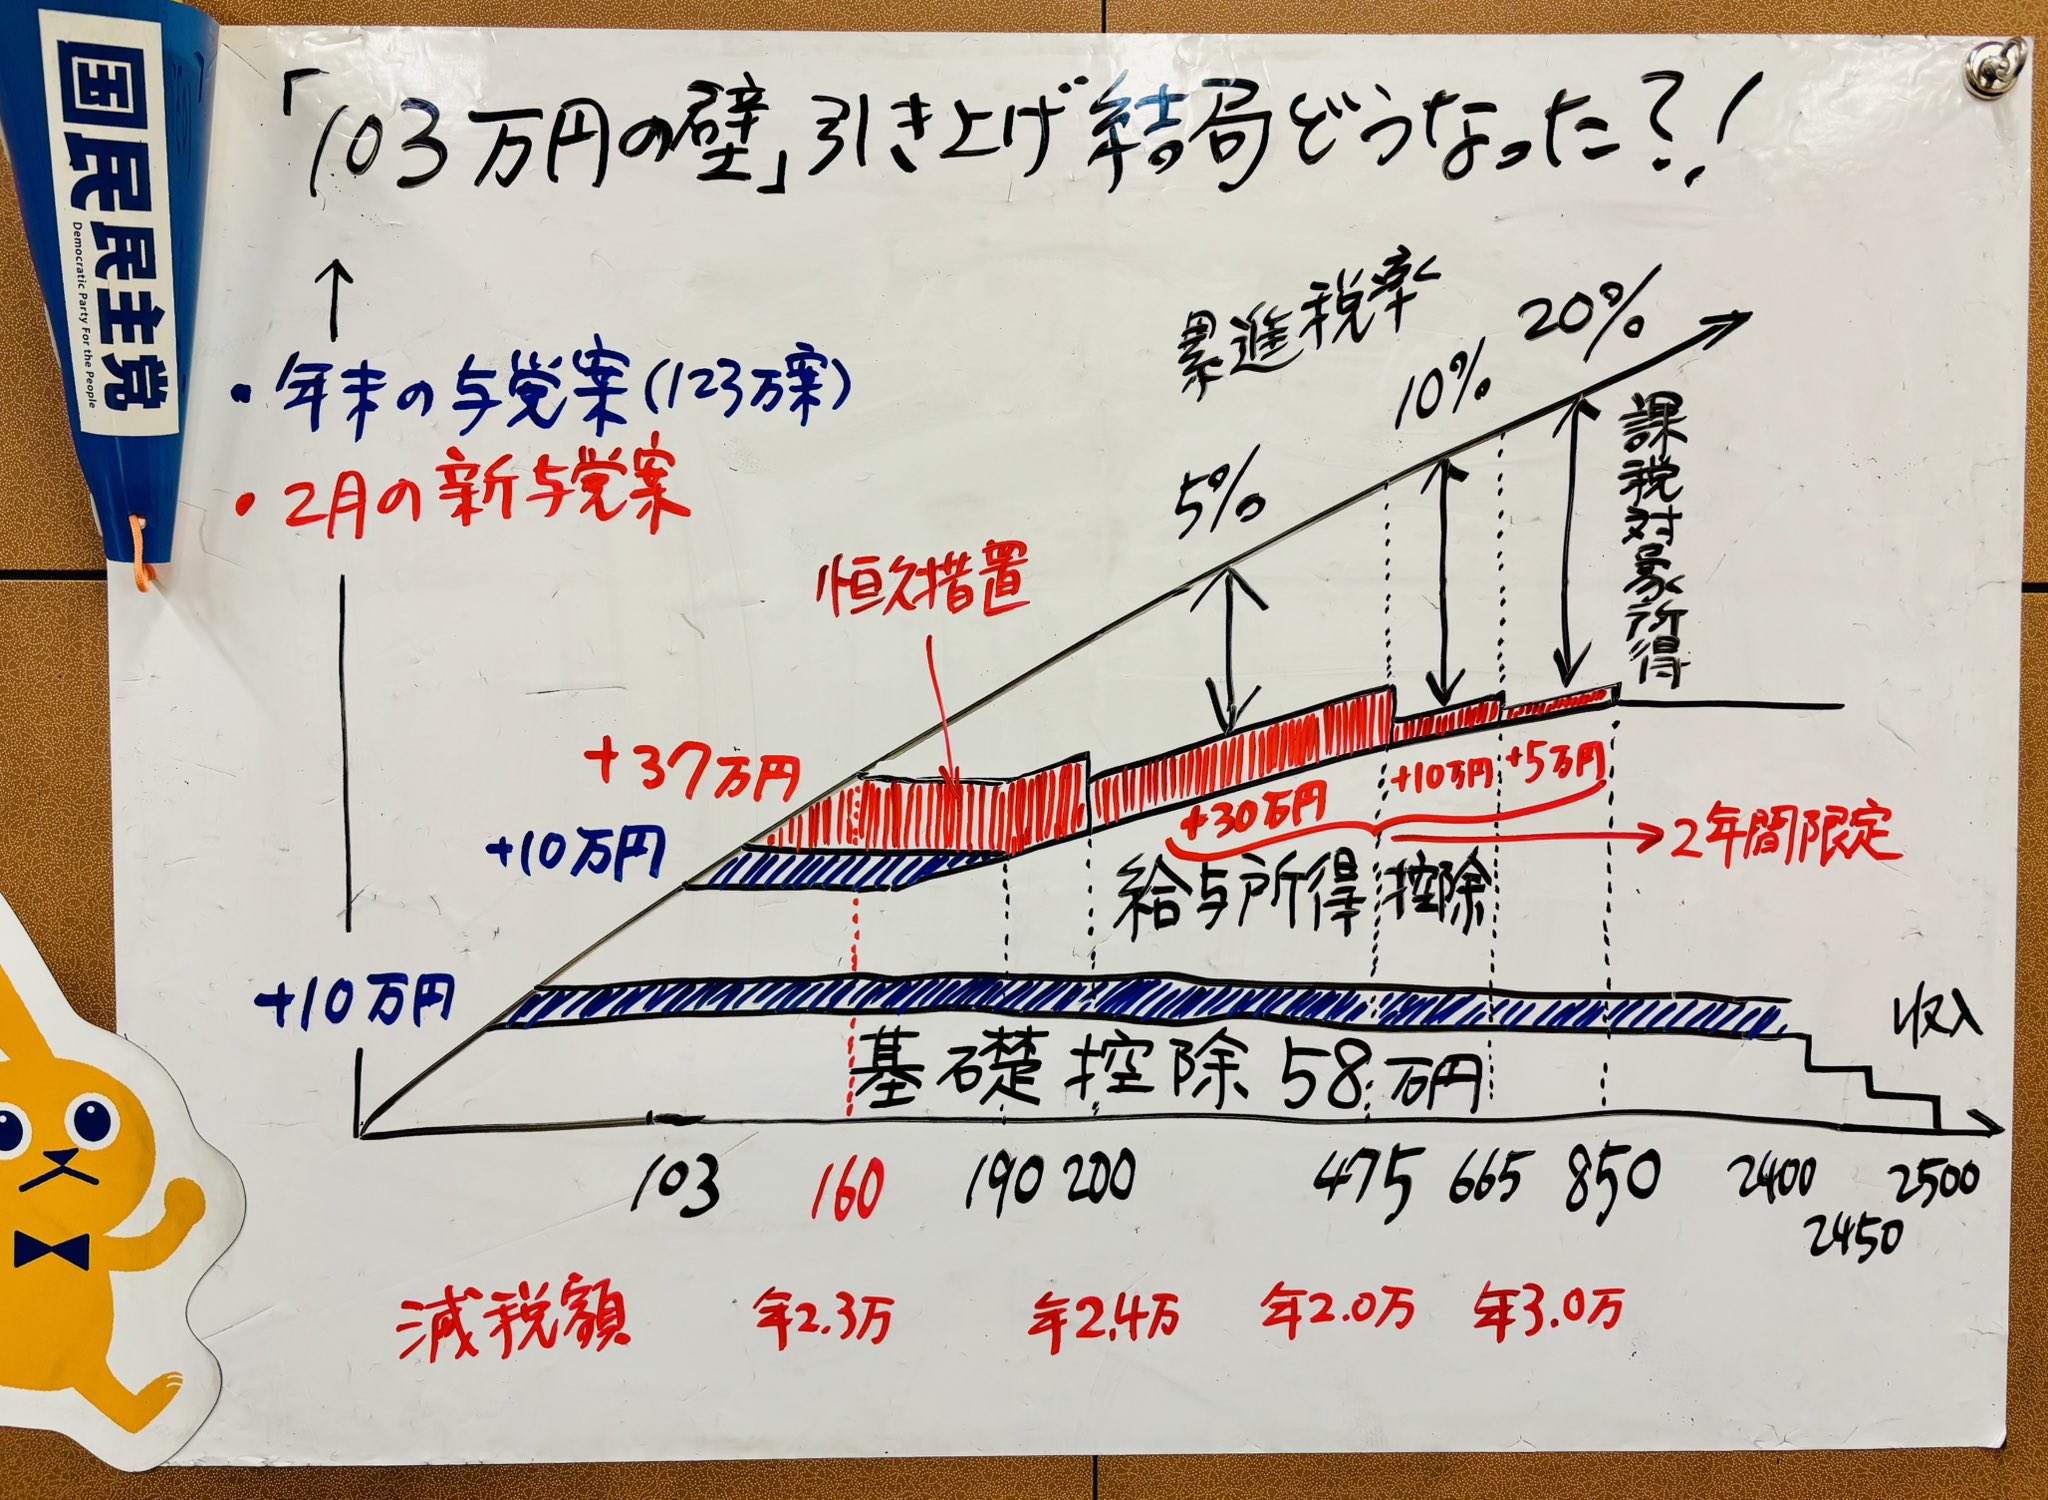 国民民主党
Democratic Party For the People
「103万円の壁」引き上げ結局どうなった?!
・年末の与党案(123万案)
・2月の新与党案
累進税率
5%
10%
20%
課税対象所得
恒久措置
+37万円
+10万円
+30万円
+10万円
+5万円
2年間限定
給与所得控除
+10万円
基礎控除58万円
収入
103
160
190
200
475
665
850
2400
2450
2500
減税額
年2.3万
年2.4万
年2.0万
年3.0万